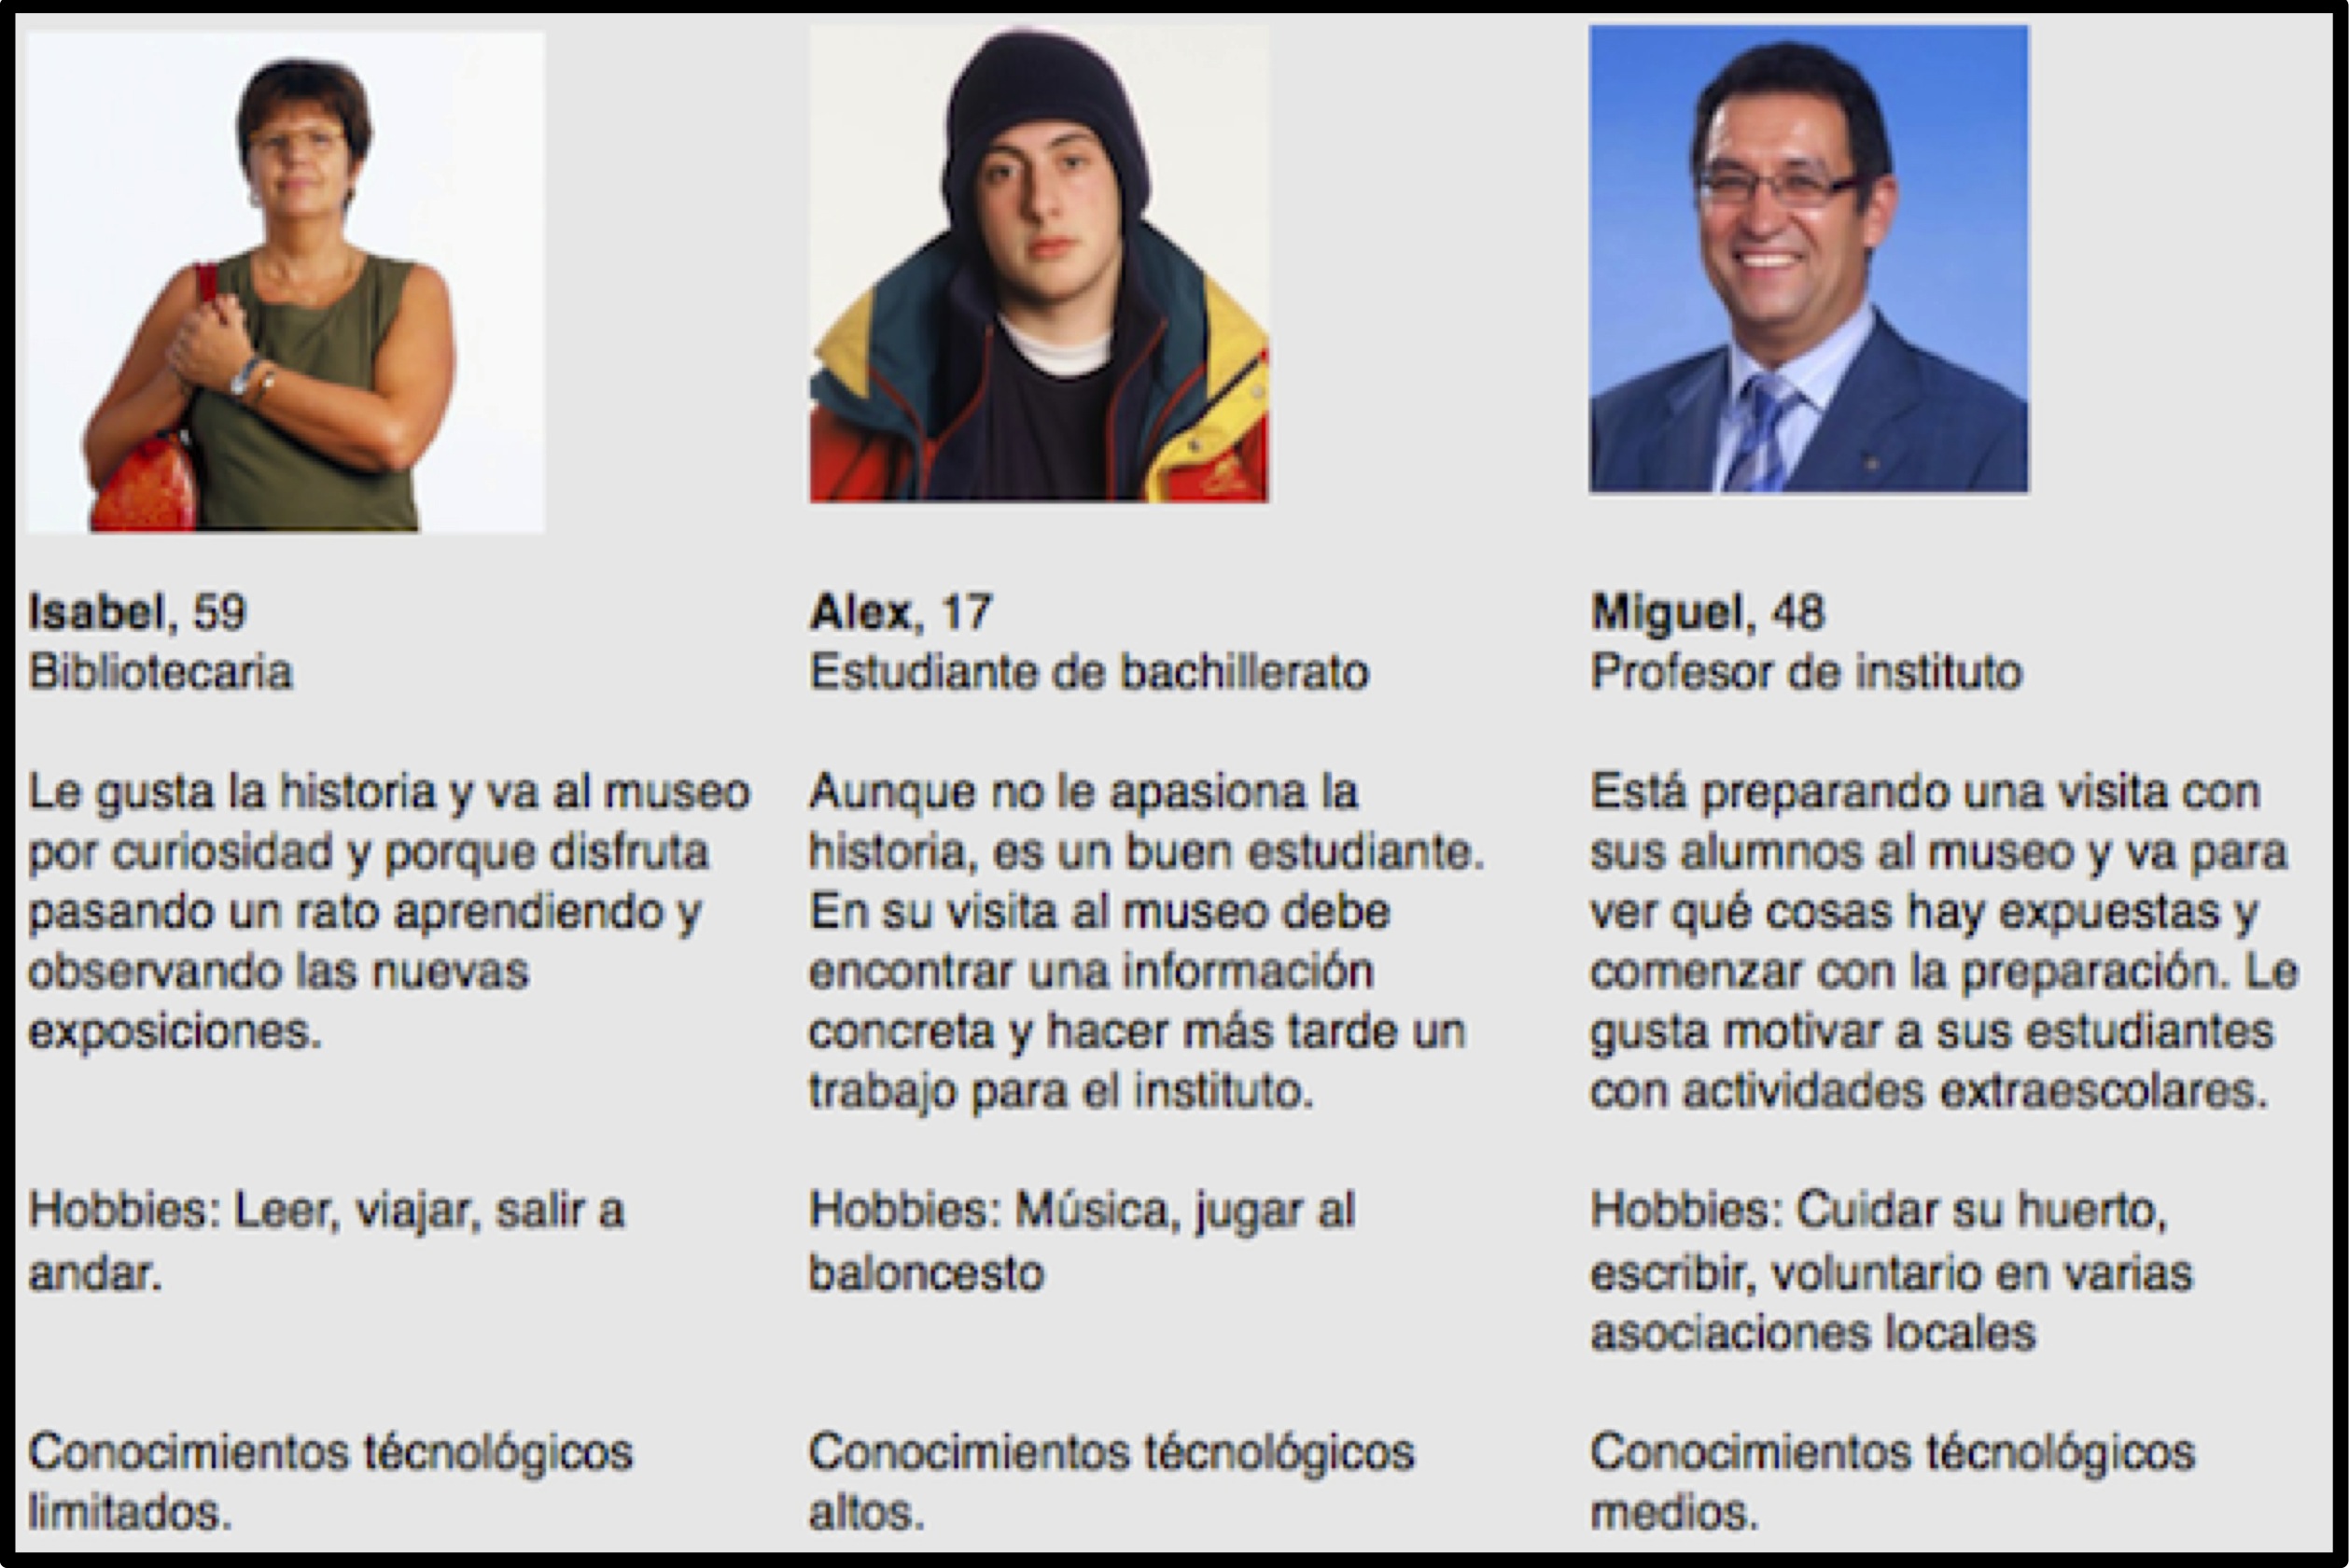 Isabel, 59
Bibliotecaria
Le gusta la historia y va al museo
por curiosidad y porque disfruta
pasando un rato aprendiendo y
observando las nuevas
exposiciones.
Hobbies: Leer, viajar, salir a
andar.
Conocimientos técnológicos
limitados.
Alex, 17
Estudiante de bachillerato
Aunque no le apasiona la
historia, es un buen estudiante.
En su visita al museo debe
encontrar una información
concreta y hacer más tarde un
trabajo para el instituto.
Hobbies: Música, jugar al
baloncesto
Conocimientos técnológicos
altos.
Miguel, 48
Profesor de instituto
Está preparando una visita con
sus alumnos al museo y va para
ver qué cosas hay expuestas y
comenzar con la preparación. Le
gusta motivar a sus estudiantes
con actividades extraescolares.
Hobbies: Cuidar su huerto,
escribir, voluntario en varias
asociaciones locales
Conocimientos técnológicos
medios.